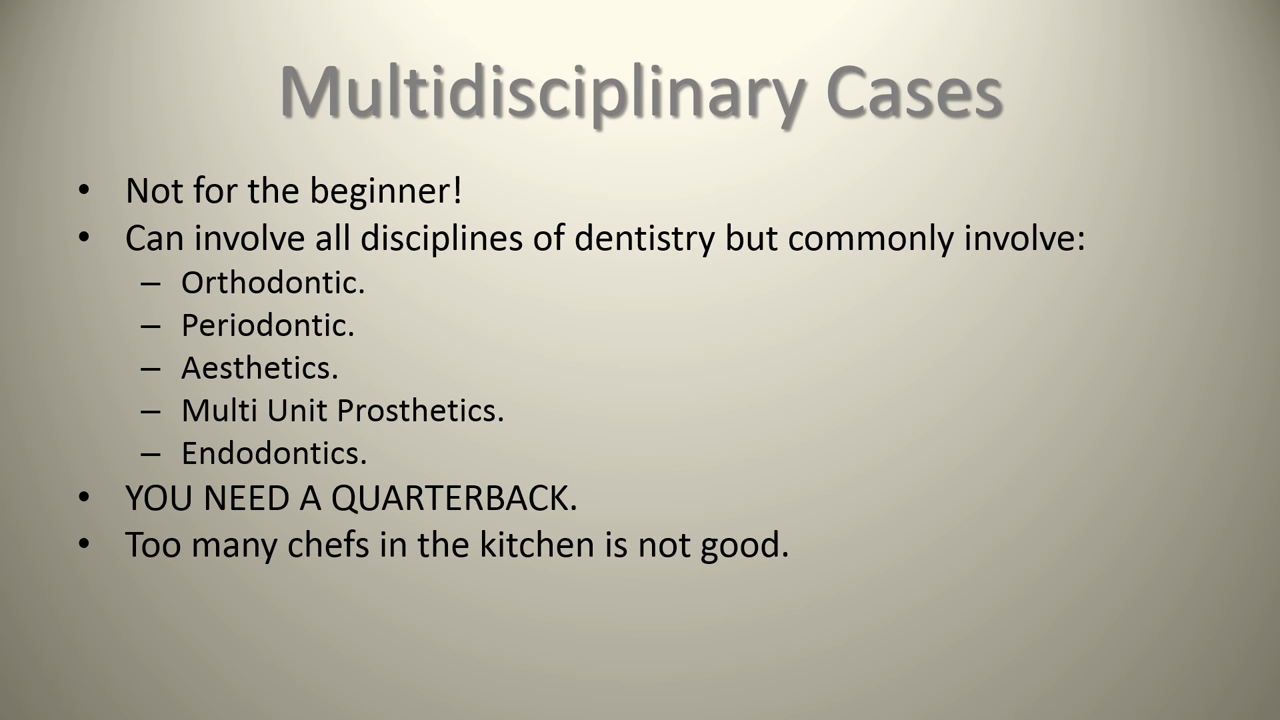 Multidisciplinary Cases
• Not for the beginner!
• Can involve all disciplines of dentistry but commonly involve:
– Orthodontic.
– Periodontic.
– Aesthetics.
– Multi Unit Prosthetics.
– Endodontics.
• YOU NEED A QUARTERBACK.
• Too many chefs in the kitchen is not good.